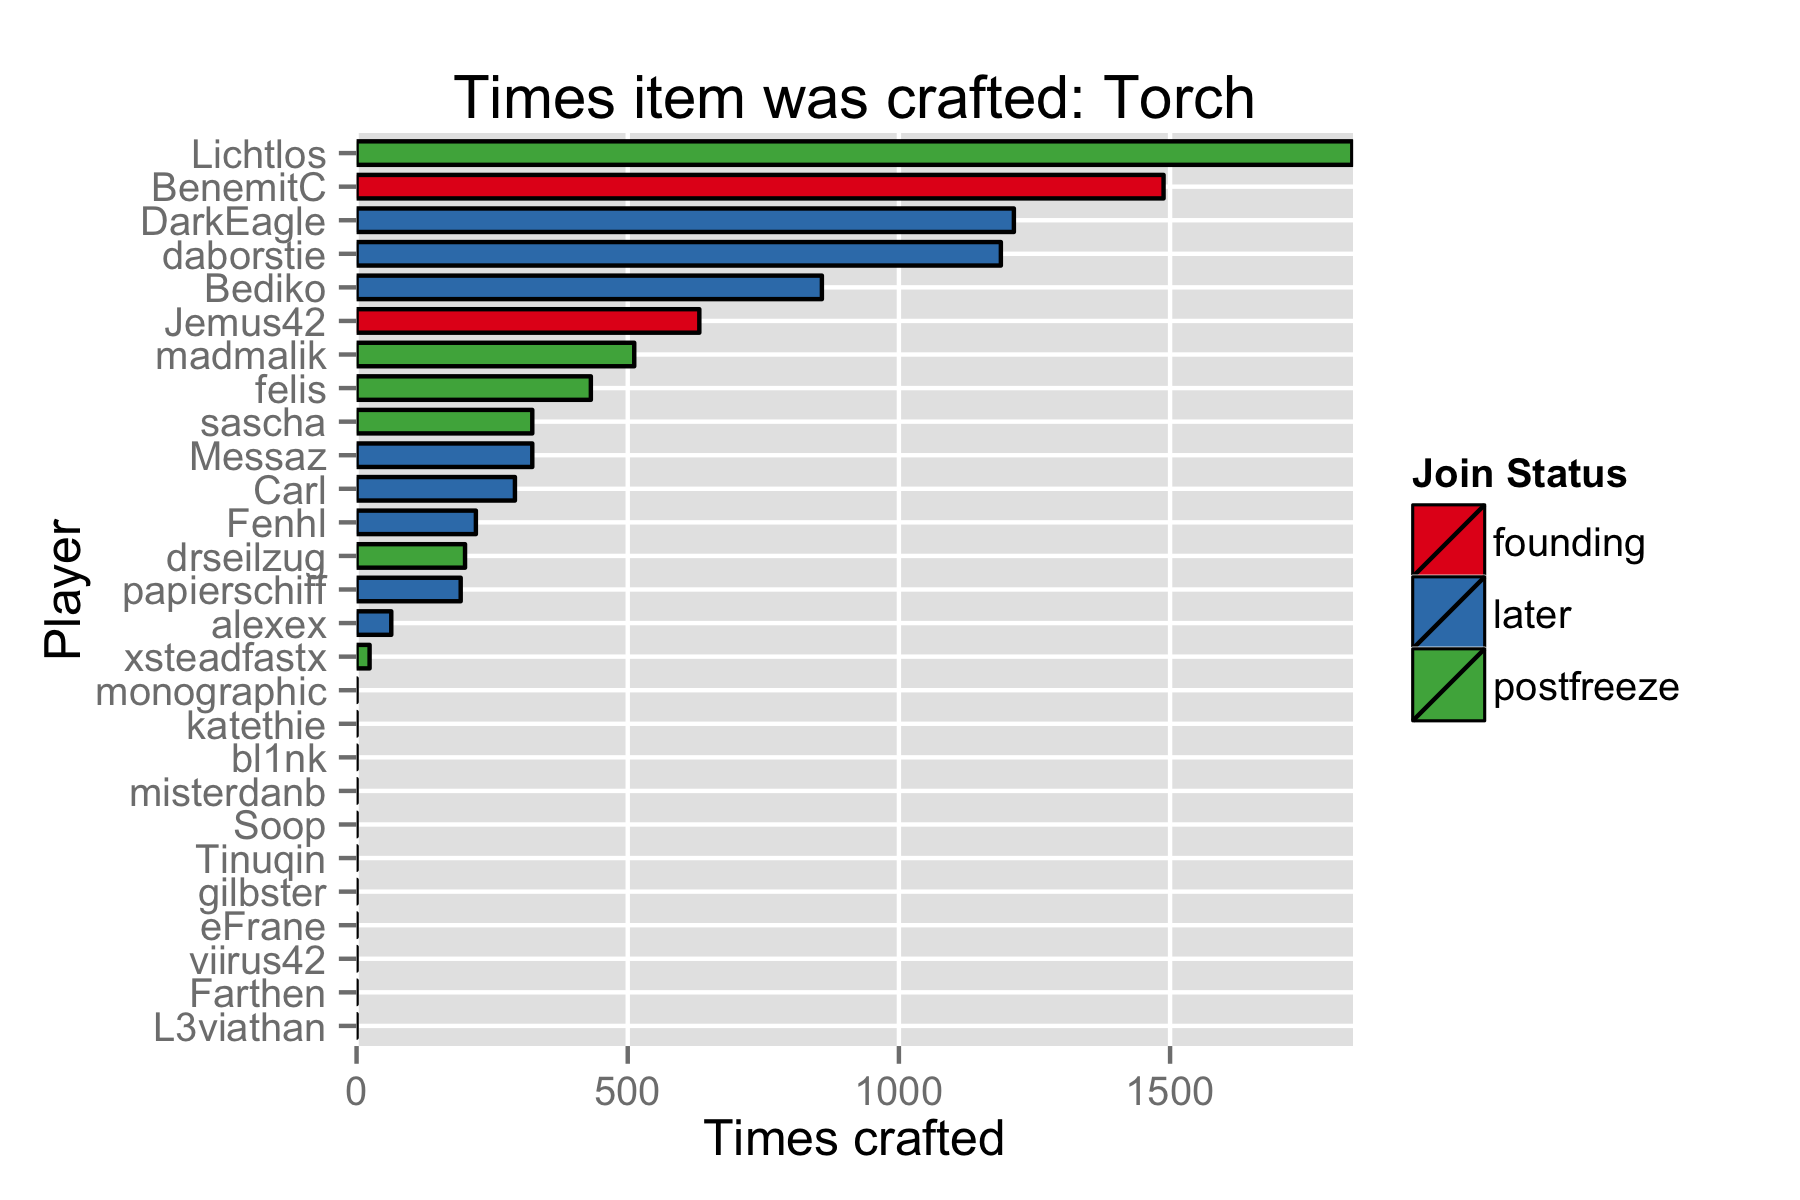 Times item was crafted: Torch
Lichtlos
BenemitC
DarkEagle
daborstie
Bediko
Jemus42
madmalik
felis
sascha
Messaz
Carl
Fenhl
drseilzug
papierschiff
alexex
xsteadfastx
monographic
katethie
bl1nk
misterdanb
Soop
Tinuqin
gilbster
eFrane
viirus42
Farthen
L3viathan
Player
0 500 1000 1500
Times crafted
Join Status
founding
later
postfreeze